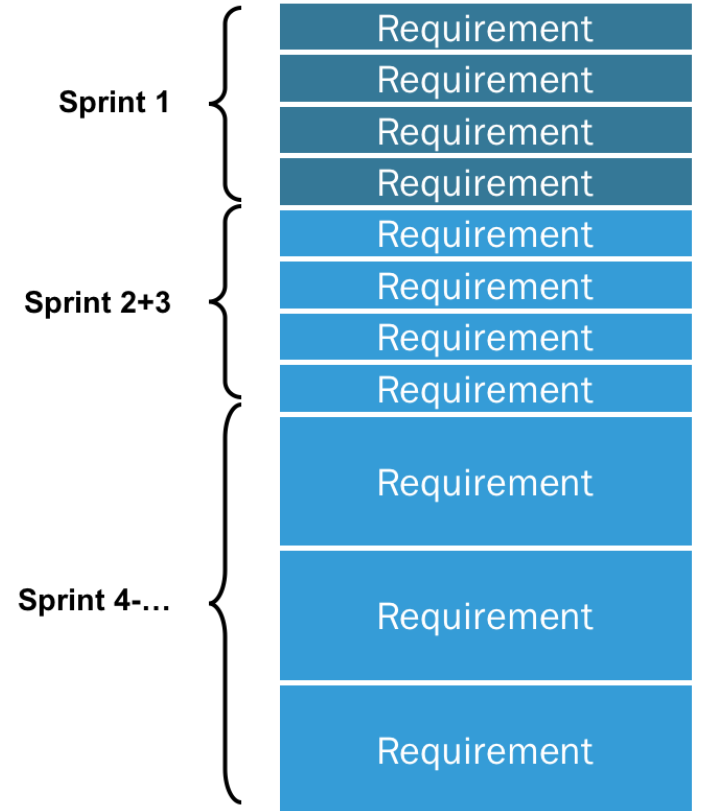 Requirement
Requirement
Sprint 1
Requirement
Requirement
Requirement
Requirement
Sprint 2+3
Requirement
Requirement
Requirement
Sprint 4-…
Requirement
Requirement